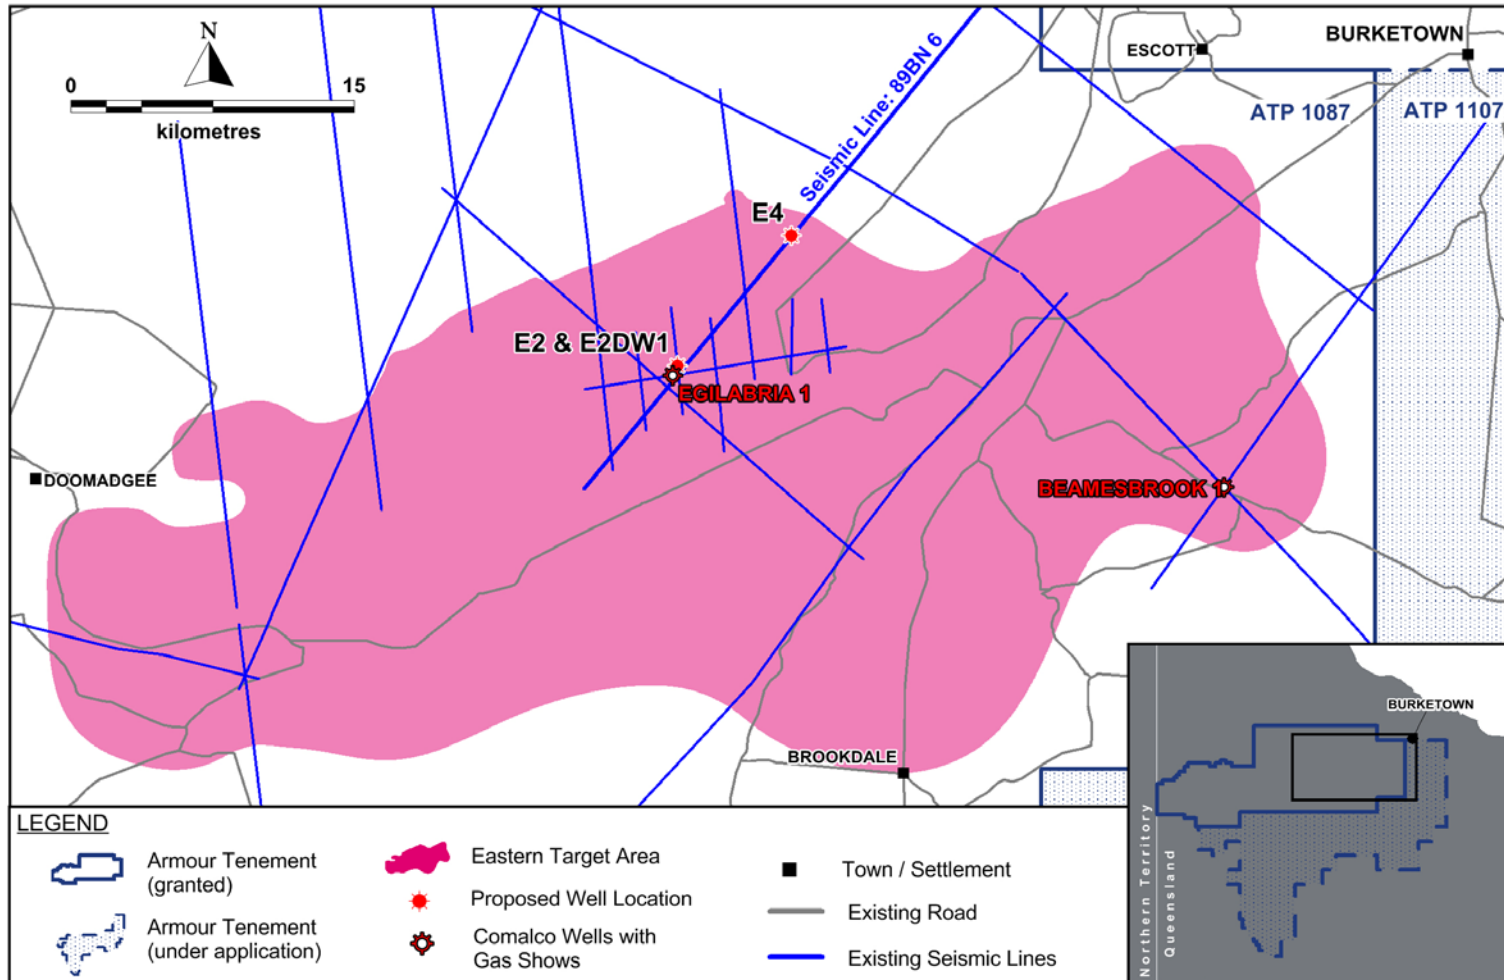 N
0 15
kilometres
Seismic Line: 89BN 6
ESCOTT
BURKETOWN
ATP 1087
ATP 1107
E4
E2 & E2DW1
EGILABRIA 1
DOOMADGEE
BEAMESBROOK 1
BROOKDALE
BURKETOWN
Northern Territory
Queensland
LEGEND
Armour Tenement
(granted)
Armour Tenement
(under application)
Eastern Target Area
Proposed Well Location
Comalco Wells with
Gas Shows
Town / Settlement
Existing Road
Existing Seismic Lines